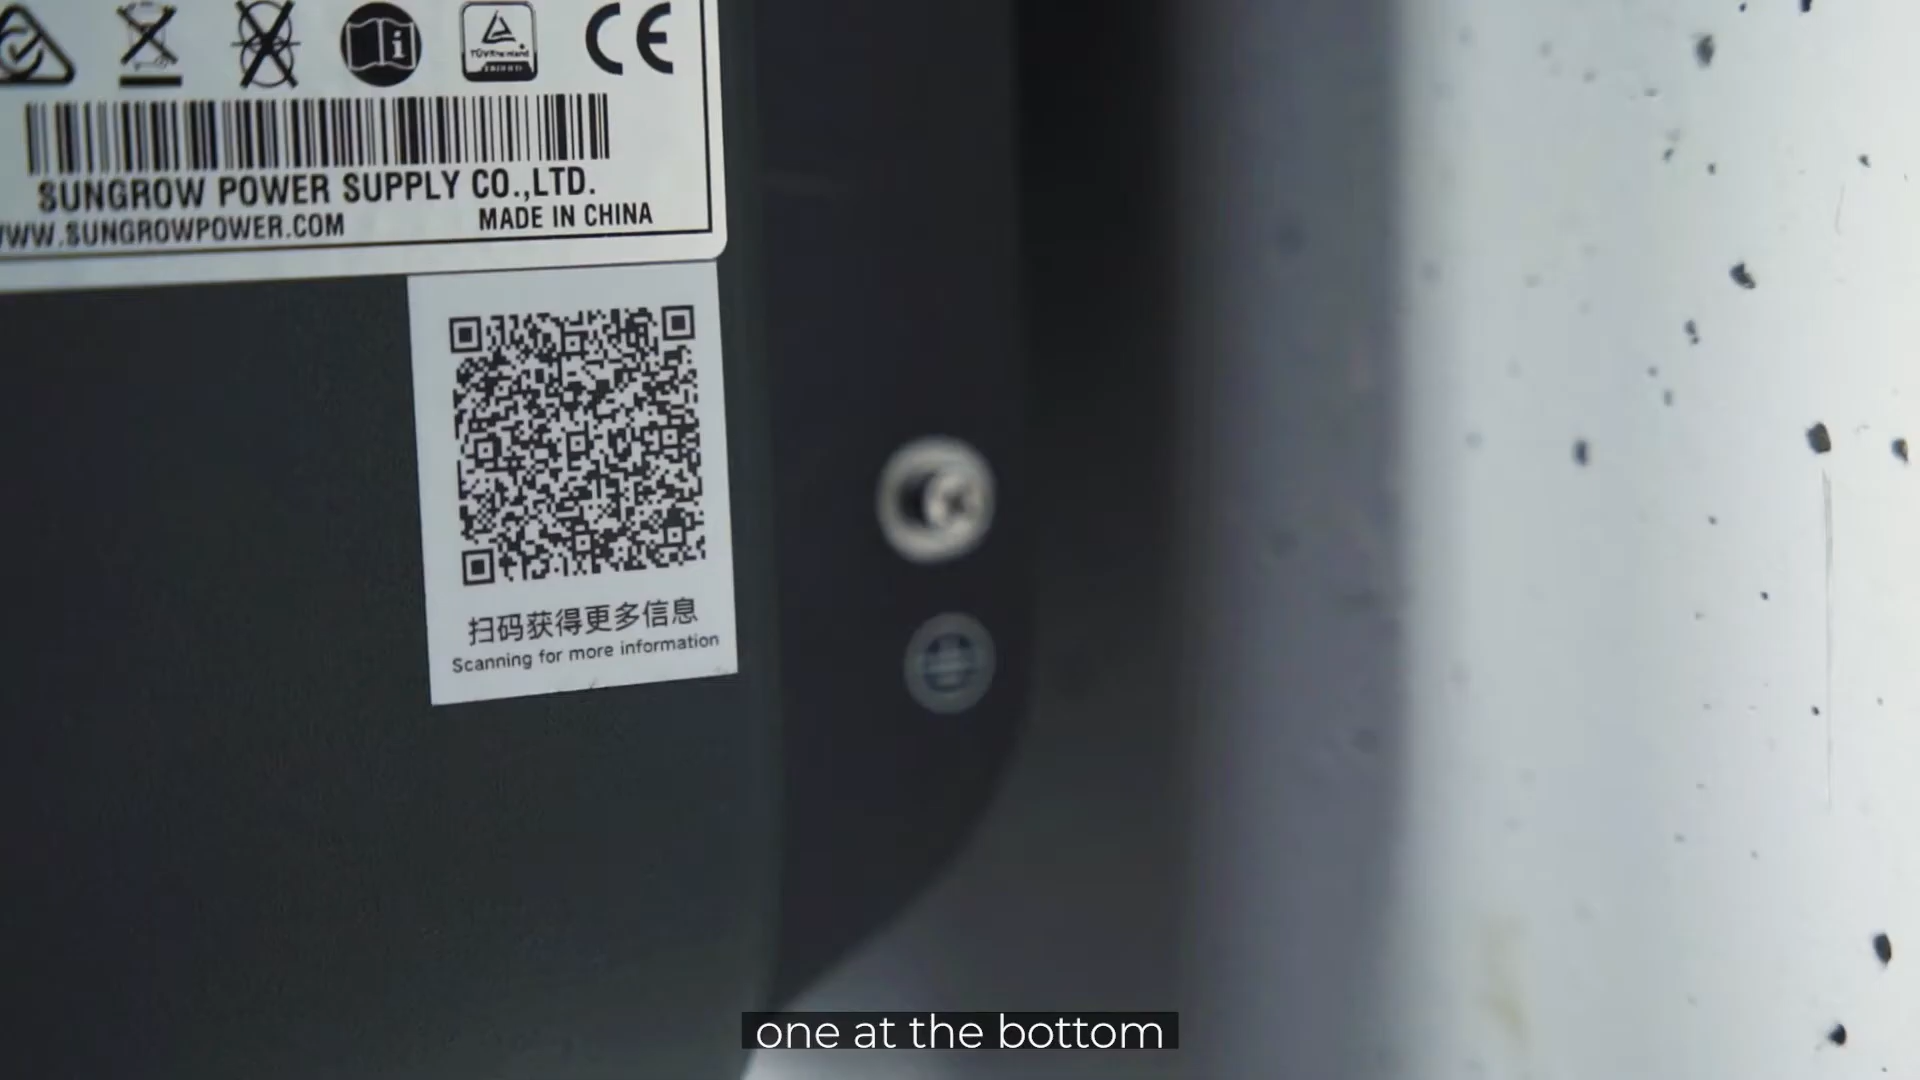 TÜVRheinland
CE
SUNGROW POWER SUPPLY CO.,LTD.
WWW.SUNGROWPOWER.COM MADE IN CHINA
扫码获得更多信息
Scanning for more information
one at the bottom